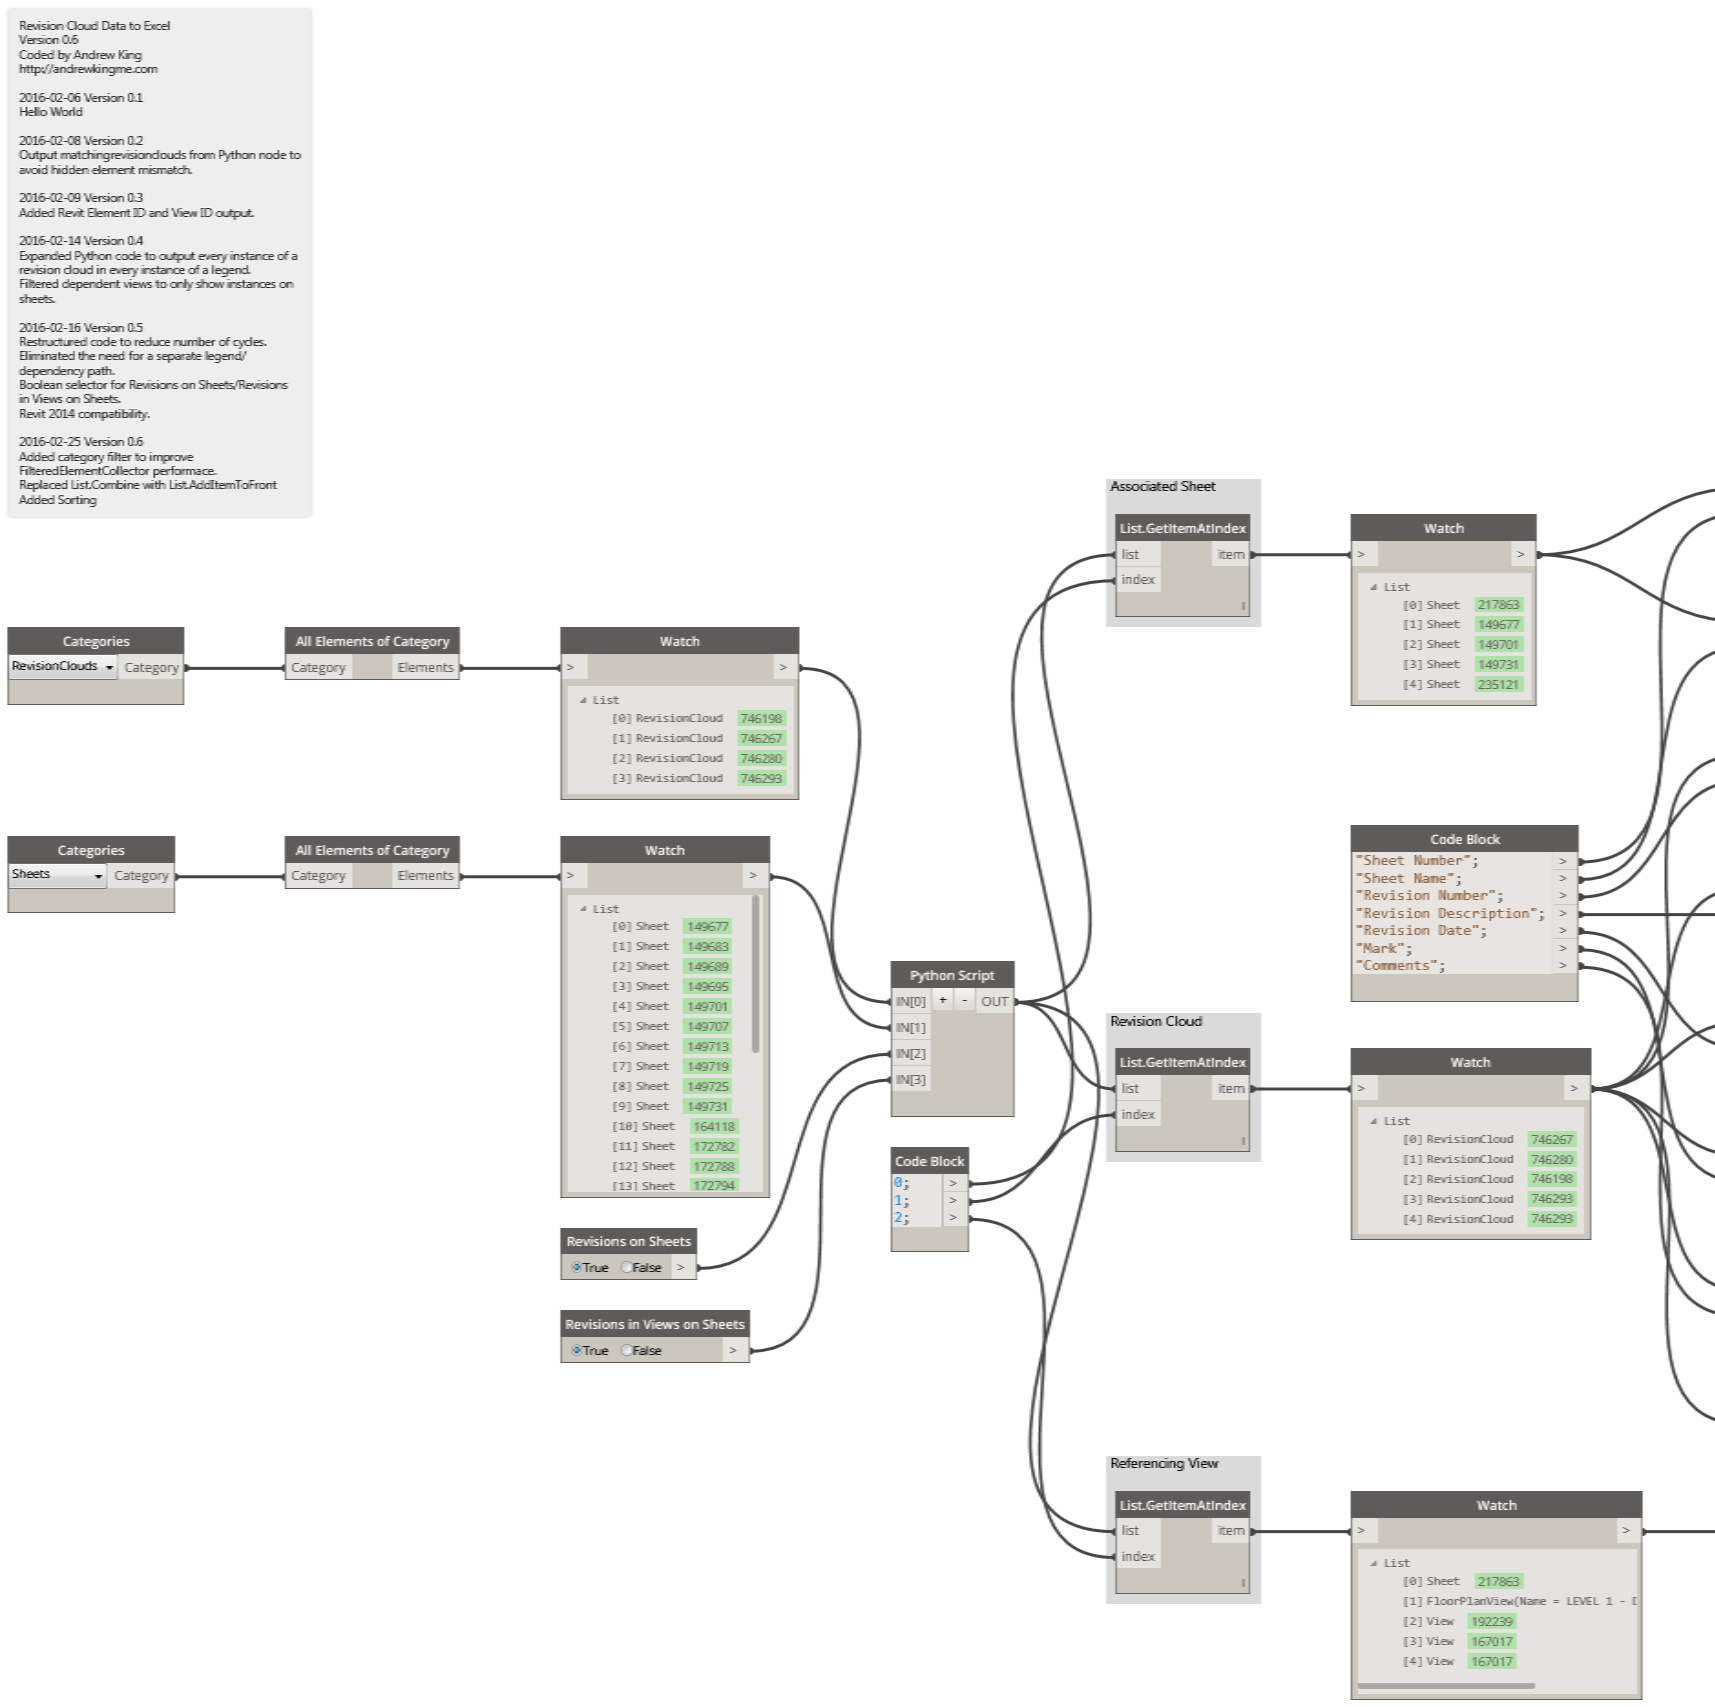 Revision Cloud Data to Excel
Version 0.6
Coded by Andrew King
http://andrewkingme.com
2016-02-06 Version 0.1
Hello World
2016-02-08 Version 0.2
Output matchingrevisionclouds from Python node to
avoid hidden element mismatch.
2016-02-09 Version 0.3
Added Revit Element ID and View ID output.
2016-02-14 Version 0.4
Expanded Python code to output every instance of a
revision cloud in every instance of a legend.
Filtered dependent views to only show instances on
sheets.
2016-02-16 Version 0.5
Restructured code to reduce number of cycles.
Eliminated the need for a separate legend/
dependency path.
Boolean selector for Revisions on Sheets/Revisions
in Views on Sheets.
Revit 2014 compatibility.
2016-02-25 Version 0.6
Added category filter to improve
FilteredElementCollector performace.
Replaced List.Combine with List.AddItemToFront
Added Sorting
Categories
RevisionClouds
Category
All Elements of Category
Category Elements
Watch
> >
List
[0] RevisionCloud 746198
[1] RevisionCloud 746267
[2] RevisionCloud 746280
[3] RevisionCloud 746293
Categories
Sheets
Category
All Elements of Category
Category Elements
Watch
> >
List
[0] Sheet 149677
[1] Sheet 149683
[2] Sheet 149689
[3] Sheet 149695
[4] Sheet 149701
[5] Sheet 149707
[6] Sheet 149713
[7] Sheet 149719
[8] Sheet 149725
[9] Sheet 149731
[10] Sheet 164118
[11] Sheet 172782
[12] Sheet 172788
[13] Sheet 172794
Revisions on Sheets
True False >
Revisions in Views on Sheets
True False >
Python Script
IN[0] + - OUT
IN[1]
IN[2]
IN[3]
Code Block
0; >
1; >
2; >
Associated Sheet
List.GetItemAtIndex
list item
index
l
Watch
> >
List
[0] Sheet 217863
[1] Sheet 149677
[2] Sheet 149701
[3] Sheet 149731
[4] Sheet 235121
Code Block
"Sheet Number"; >
"Sheet Name"; >
"Revision Number"; >
"Revision Description"; >
"Revision Date"; >
"Mark"; >
"Comments"; >
Revision Cloud
List.GetItemAtIndex
list item
index
l
Watch
> >
List
[0] RevisionCloud 746267
[1] RevisionCloud 746280
[2] RevisionCloud 746198
[3] RevisionCloud 746293
[4] RevisionCloud 746293
Referencing View
List.GetItemAtIndex
list item
index
l
Watch
> >
List
[0] Sheet 217863
[1] FloorPlanView(Name = LEVEL 1 -
[2] View 192239
[3] View 167017
[4] View 167017